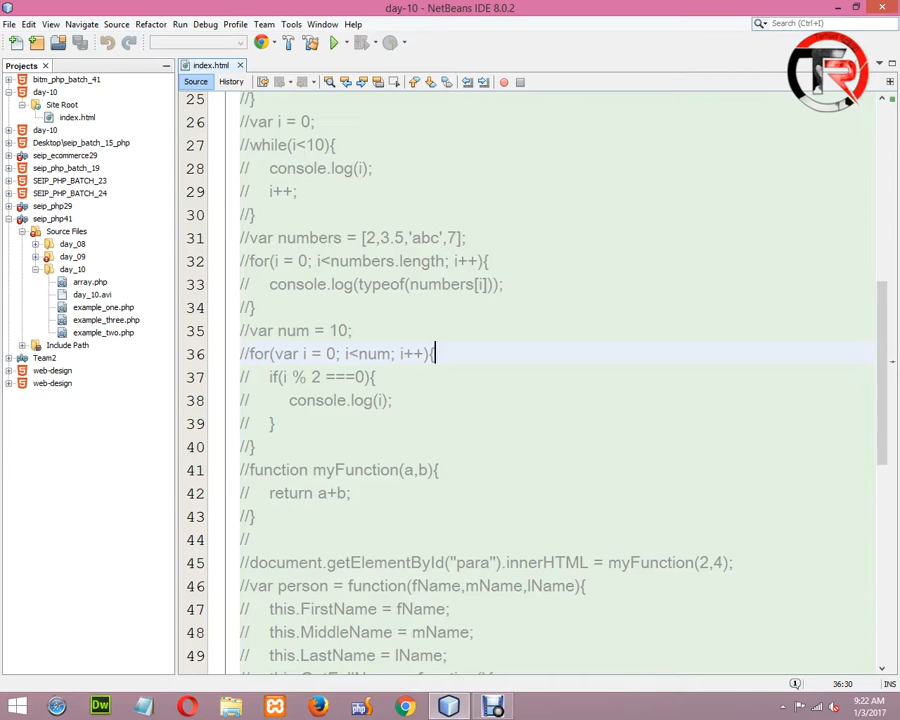 day-10 - NetBeans IDE 8.0.2
File Edit View Navigate Source Refactor Run Debug Profile Team Tools Window Help
Search (Ctrl+I)
Projects
index.html
Source History
bitm_php_batch_41
day-10
Site Root
index.html
day-10
Desktop\seip_batch_15_php
seip_ecommerce29
seip_php_batch_19
SEIP_PHP_BATCH_23
SEIP_PHP_BATCH_24
seip_php29
seip_php41
Source Files
day_08
day_09
day_10
array.php
day_10.avi
example_one.php
example_three.php
example_two.php
Include Path
Team2
web-design
web-design
25 //}
26 //var i = 0;
27 //while(i<10){
28 // console.log(i);
29 // i++;
30 //}
31 //var numbers = [2,3.5,'abc',7];
32 //for(i = 0; i<numbers.length; i++){
33 // console.log(typeof(numbers[i]));
34 //}
35 //var num = 10;
36 //for(var i = 0; i<num; i++){
37 // if(i % 2 ===0){
38 // console.log(i);
39 // }
40 //}
41 //function myFunction(a,b){
42 // return a+b;
43 //}
44 //
45 //document.getElementById("para").innerHTML = myFunction(2,4);
46 //var person = function(fName,mName,lName){
47 // this.FirstName = fName;
48 // this.MiddleName = mName;
49 // this.LastName = lName;
36:30 INS
Dw
9:22 AM
1/3/2017